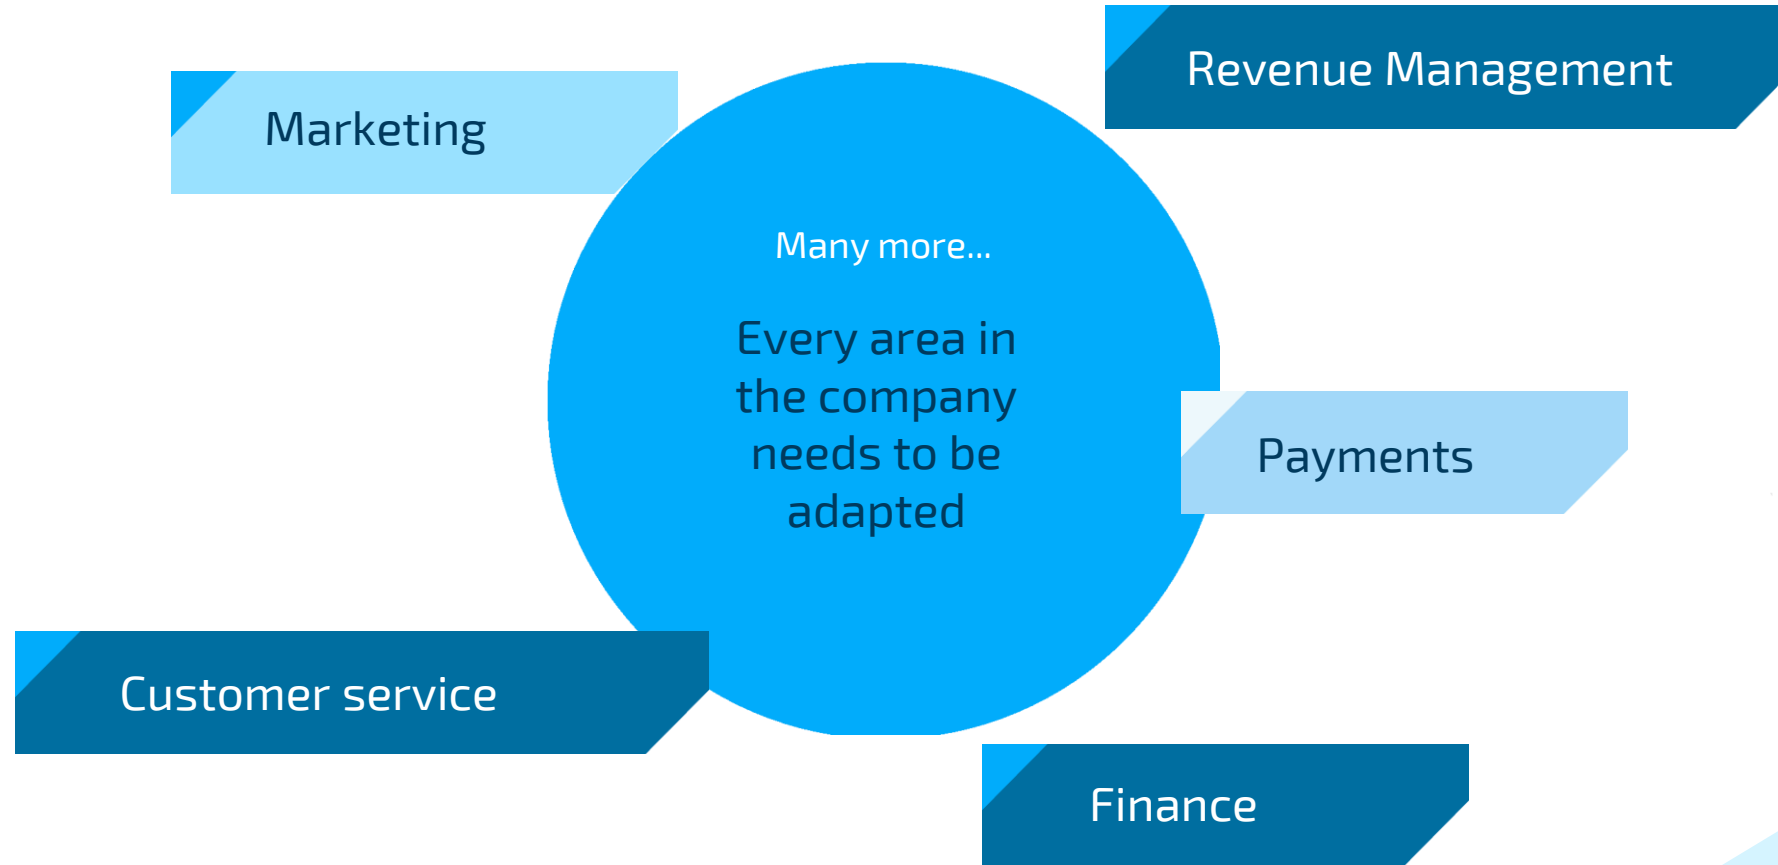 Revenue Management
Marketing
Many more...
Every area in
the company
needs to be
adapted
Payments
Customer service
Finance